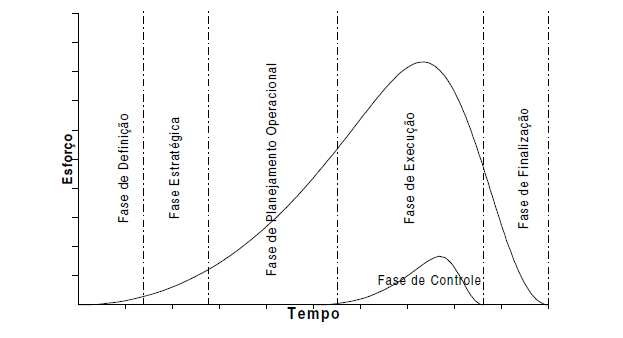 Esforço
Fase de Definição
Fase Estratégica
Fase de Planejamento Operacional
Fase de Execução
Fase de Finalização
Fase de Controle
Tempo